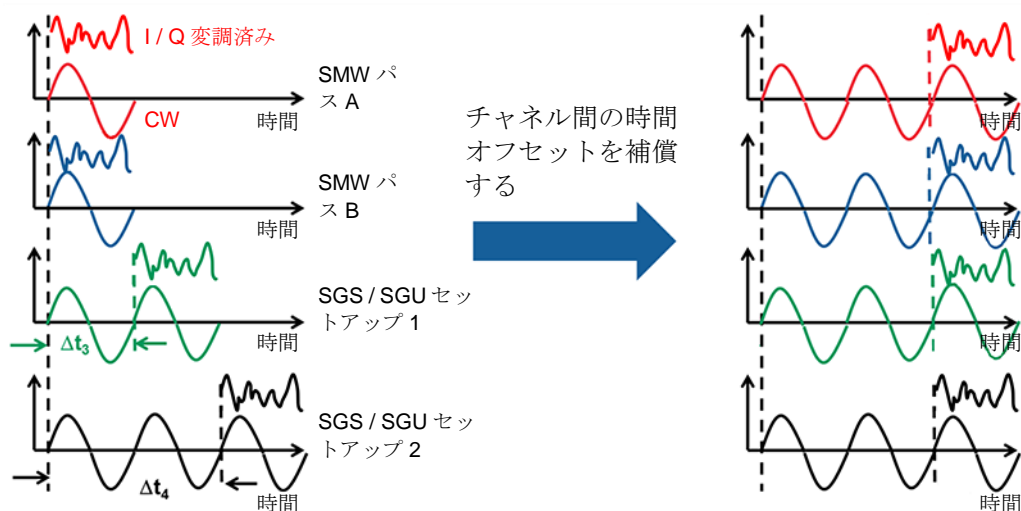 I / Q 変調済み
CW
時間
SMW パ
ス A
時間
SMW パ
ス B
Δt3
時間
SGS / SGU セッ
トアップ 1
Δt4
時間
SGS / SGU セッ
トアップ 2
チャネル間の時間
オフセットを補償
する
時間
時間
時間
時間